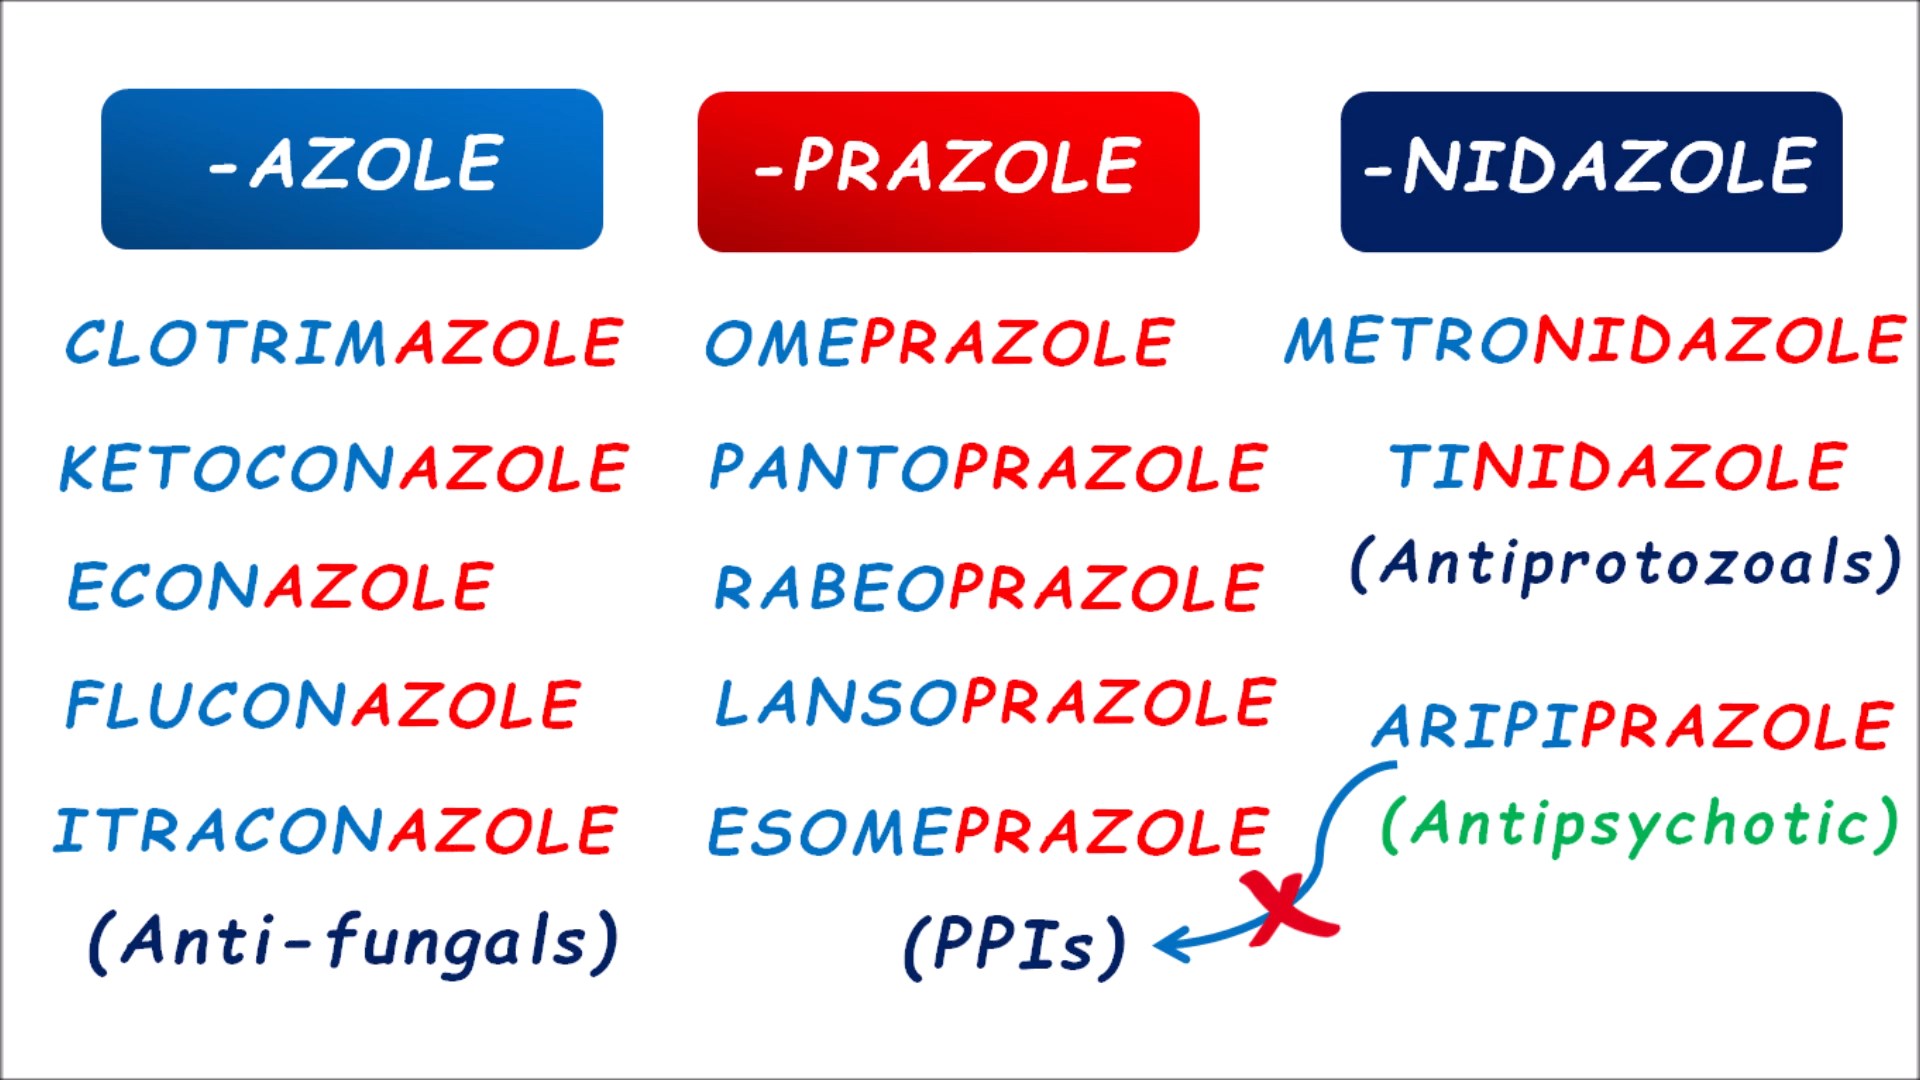 -AZOLE
CLOTRIMAZOLE
KETOCONAZOLE
ECONAZOLE
FLUCONAZOLE
ITRACONAZOLE
(Anti-fungals)
-PRAZOLE
OMEPRAZOLE
PANTOPRAZOLE
RABEOPRAZOLE
LANSOPRAZOLE
ESOMEPRAZOLE
(PPIs)
-NIDAZOLE
METRONIDAZOLE
TINIDAZOLE
(Antiprotozoals)
ARIPIPRAZOLE
(Antipsychotic)